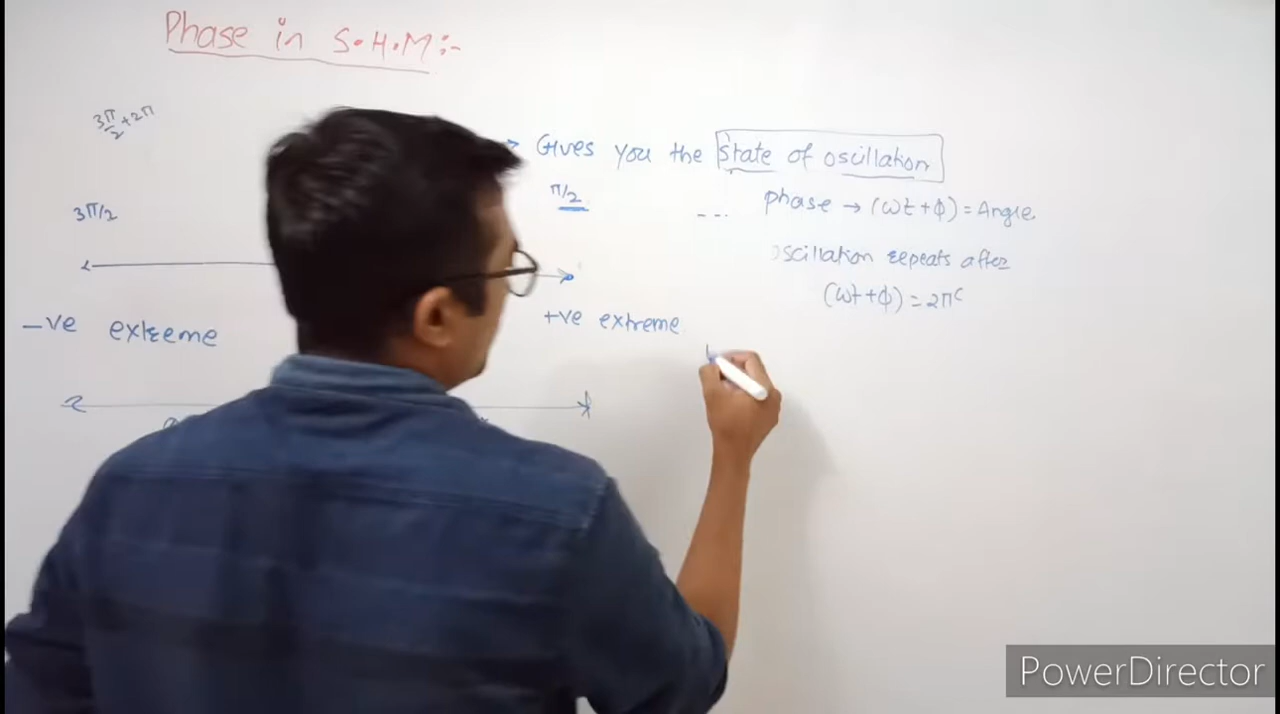 Phase in S.H.M:-
3π/2 + 2π
→ Gives you the state of oscillation
π/2
3π/2
--- phase → (ωt + φ) = Angle
oscillation repeats after
(ωt + φ) = 2πᶜ
-ve extreme
+ve extreme
PowerDirector